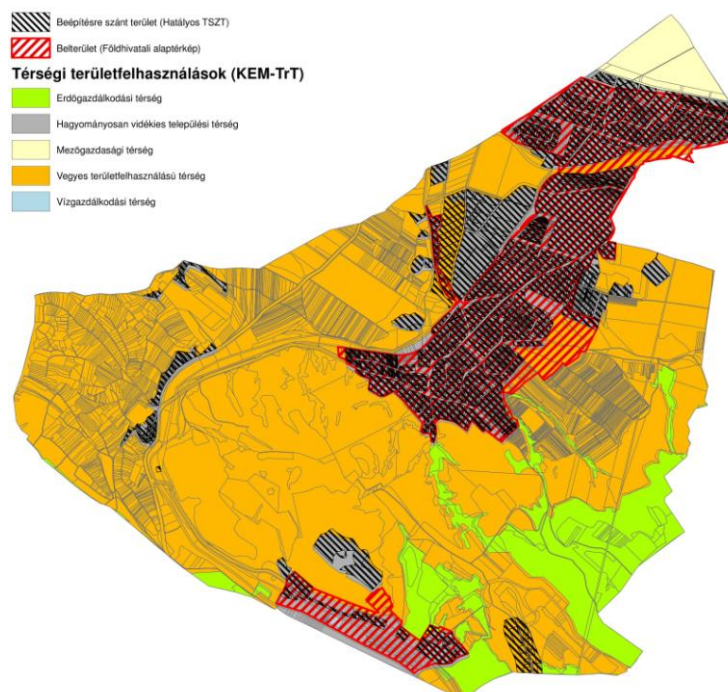 Beépítésre szánt terület (Hatályos TSZT)
Belterület (Földhivatali alaptérkép)
Térségi területfelhasználások (KEM-TrT)
Erdőgazdálkodási térség
Hagyományosan vidékies települési térség
Mezőgazdasági térség
Vegyes területfelhasználású térség
Vízgazdálkodási térség